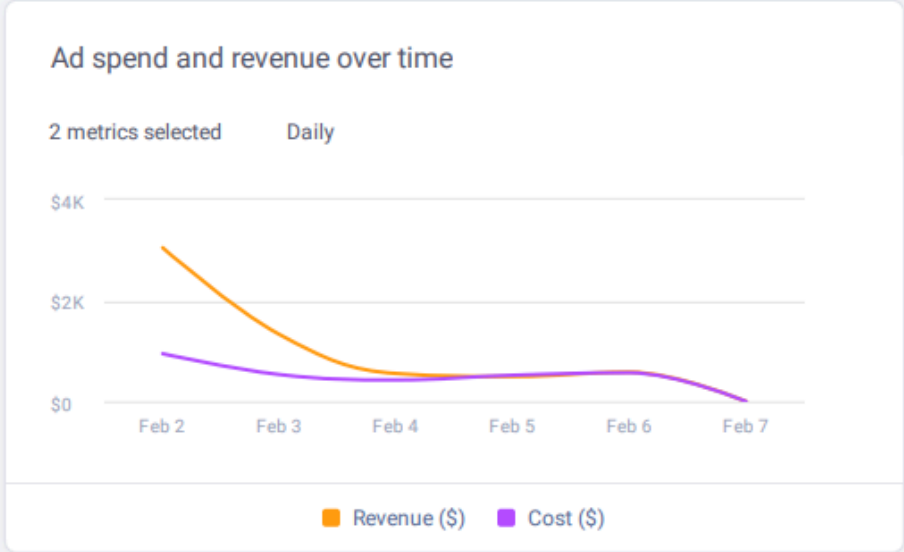 Ad spend and revenue over time
2 metrics selected Daily
$4K
$2K
$0
Feb 2 Feb 3 Feb 4 Feb 5 Feb 6 Feb 7
Revenue ($) Cost ($)